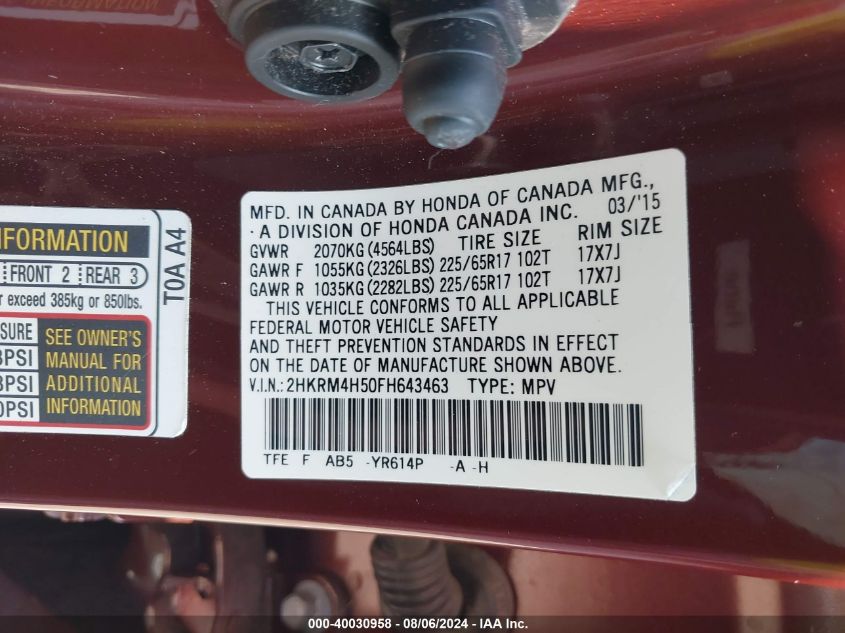 MFD. IN CANADA BY HONDA OF CANADA MFG.,
· A DIVISION OF HONDA CANADA INC. 03/'15
GVWR 2070KG (4564LBS) TIRE SIZE RIM SIZE
GAWR F 1055KG (2326LBS) 225/65R17 102T 17X7J
GAWR R 1035KG (2282LBS) 225/65R17 102T 17X7J
THIS VEHICLE CONFORMS TO ALL APPLICABLE
FEDERAL MOTOR VEHICLE SAFETY
AND THEFT PREVENTION STANDARDS IN EFFECT
ON THE DATE OF MANUFACTURE SHOWN ABOVE.
V.I.N.: 2HKRM4H50FH643463 TYPE: MPV
TFE F AB5 -YR614P -A -H
FRONT 2 REAR 3
exceed 385kg or 850lbs.
SEE OWNER'S
MANUAL FOR
ADDITIONAL
INFORMATION
T0A A4
000-40030958 - 08/06/2024 - IAA Inc.